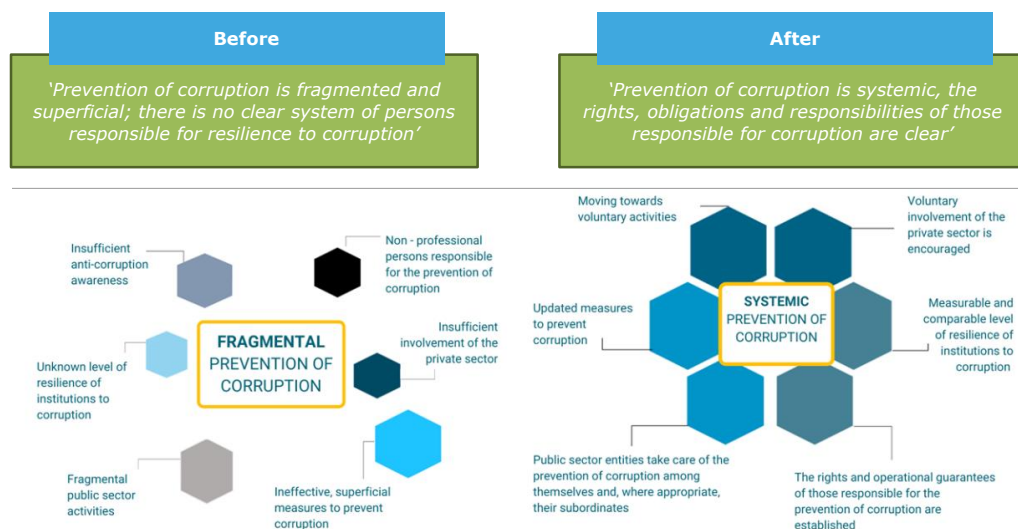 Before
'Prevention of corruption is fragmented and
superficial; there is no clear system of persons
responsible for resilience to corruption'
After
'Prevention of corruption is systemic, the
rights, obligations and responsibilities of those
responsible for corruption are clear'
Insufficient
anti-corruption
awareness
Non - professional
persons responsible
for the prevention of
corruption
FRAGMENTAL
PREVENTION OF
CORRUPTION
Insufficient
involvement of the
private sector
Unknown level of
resilience of
institutions to
corruption
Fragmental
public sector
activities
Ineffective, superficial
measures to prevent
corruption
Moving towards
voluntary activities
Voluntary
involvement of the
private sector is
encouraged
SYSTEMIC
PREVENTION OF
CORRUPTION
Updated measures
to prevent
corruption
Measurable and
comparable level
of resilience of
institutions to
corruption
Public sector entities take care of the
prevention of corruption among
themselves and, where appropriate,
their subordinates
The rights and operational guarantees
of those responsible for the
prevention of corruption are
established